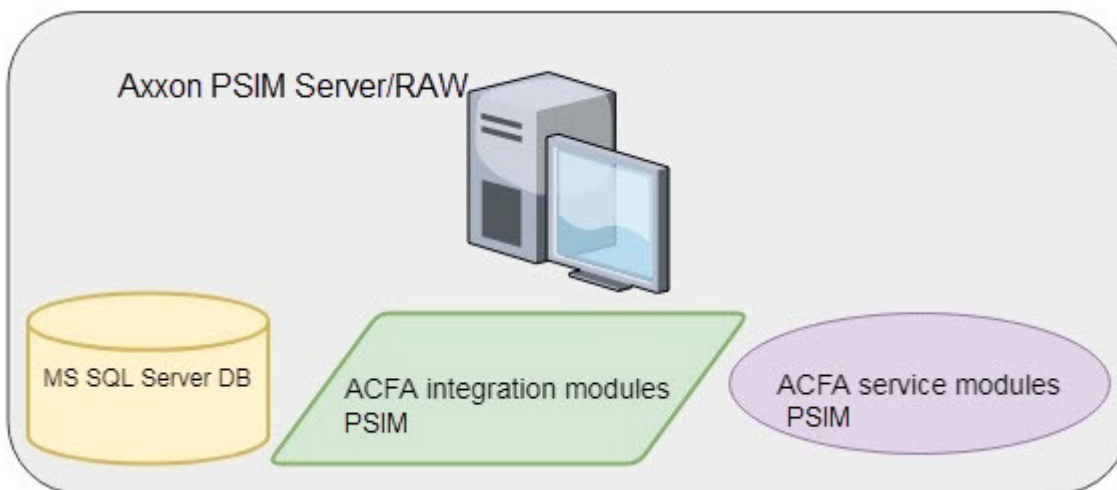 Axxon PSIM Server/RAW
MS SQL Server DB
ACFA integration modules
PSIM
ACFA service modules
PSIM